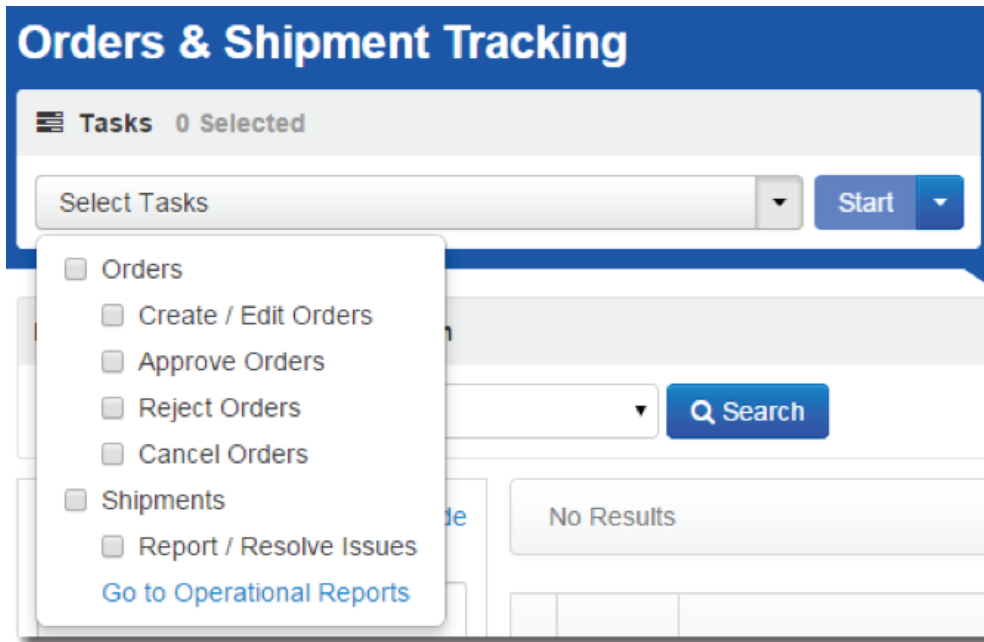 Orders & Shipment Tracking
Tasks 0 Selected
Select Tasks
Start
Orders
Create / Edit Orders
Approve Orders
Reject Orders
Cancel Orders
Shipments
Report / Resolve Issues
Go to Operational Reports
Search
No Results